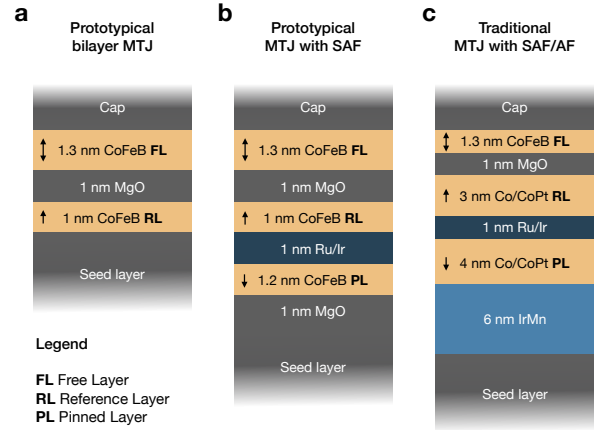 a
Prototypical
bilayer MTJ
Cap
1.3 nm CoFeB FL
1 nm MgO
1 nm CoFeB RL
Seed layer
Legend
FL Free Layer
RL Reference Layer
PL Pinned Layer
b
Prototypical
MTJ with SAF
Cap
1.3 nm CoFeB FL
1 nm MgO
1 nm CoFeB RL
1 nm Ru/Ir
1.2 nm CoFeB PL
1 nm MgO
Seed layer
c
Traditional
MTJ with SAF/AF
Cap
1.3 nm CoFeB FL
1 nm MgO
3 nm Co/CoPt RL
1 nm Ru/Ir
4 nm Co/CoPt PL
6 nm IrMn
Seed layer